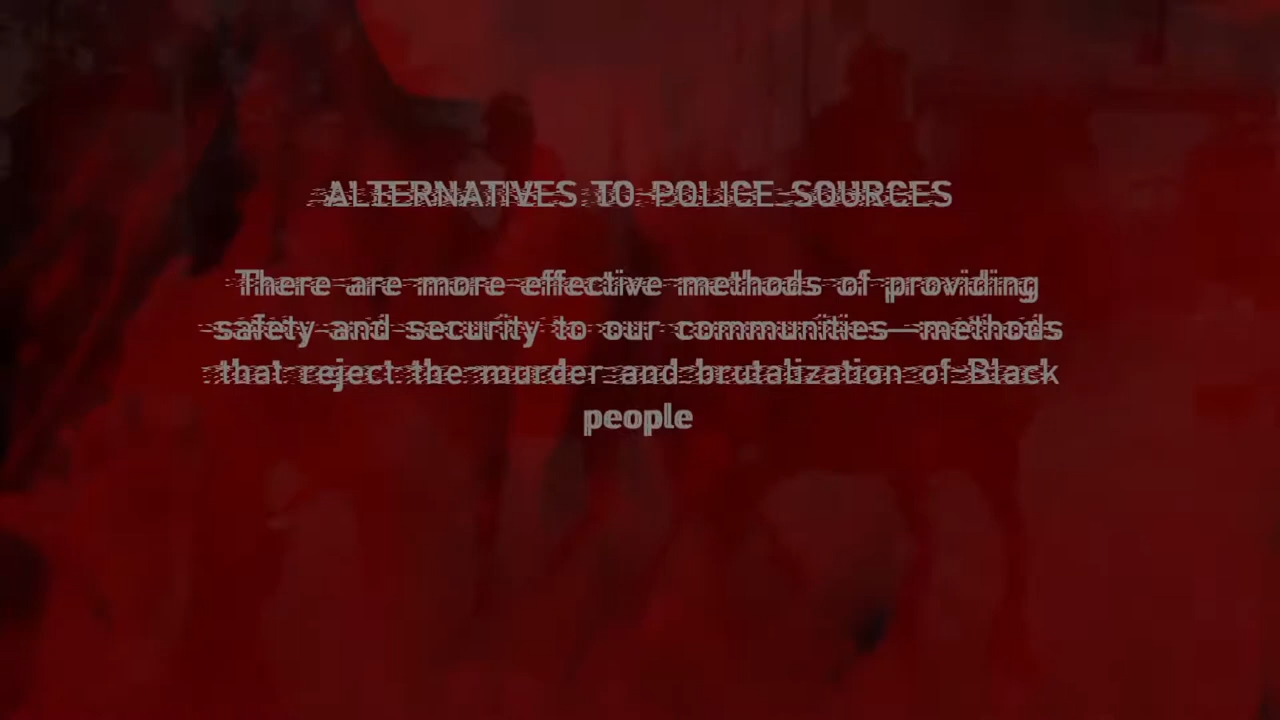 ALTERNATIVES TO POLICE SOURCES
There are more effective methods of providing
safety and security to our communities—methods
that reject the murder and brutalization of Black
people